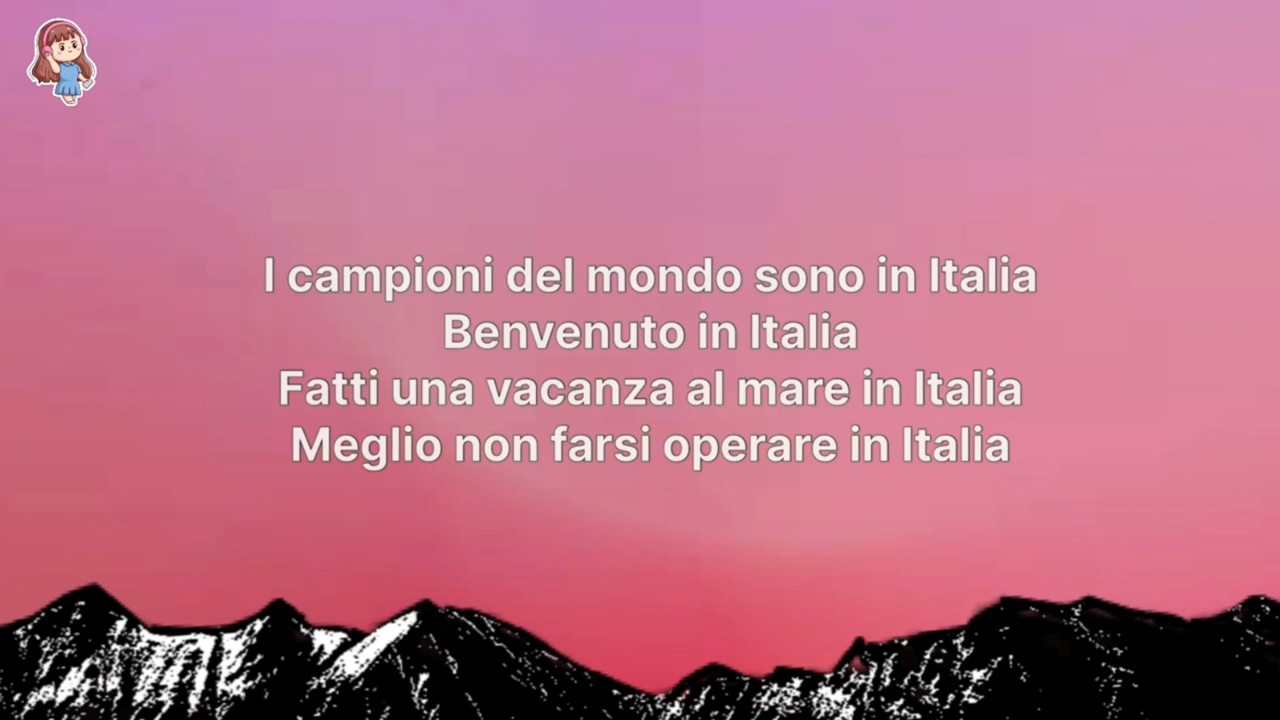 I campioni del mondo sono in Italia
Benvenuto in Italia
Fatti una vacanza al mare in Italia
Meglio non farsi operare in Italia